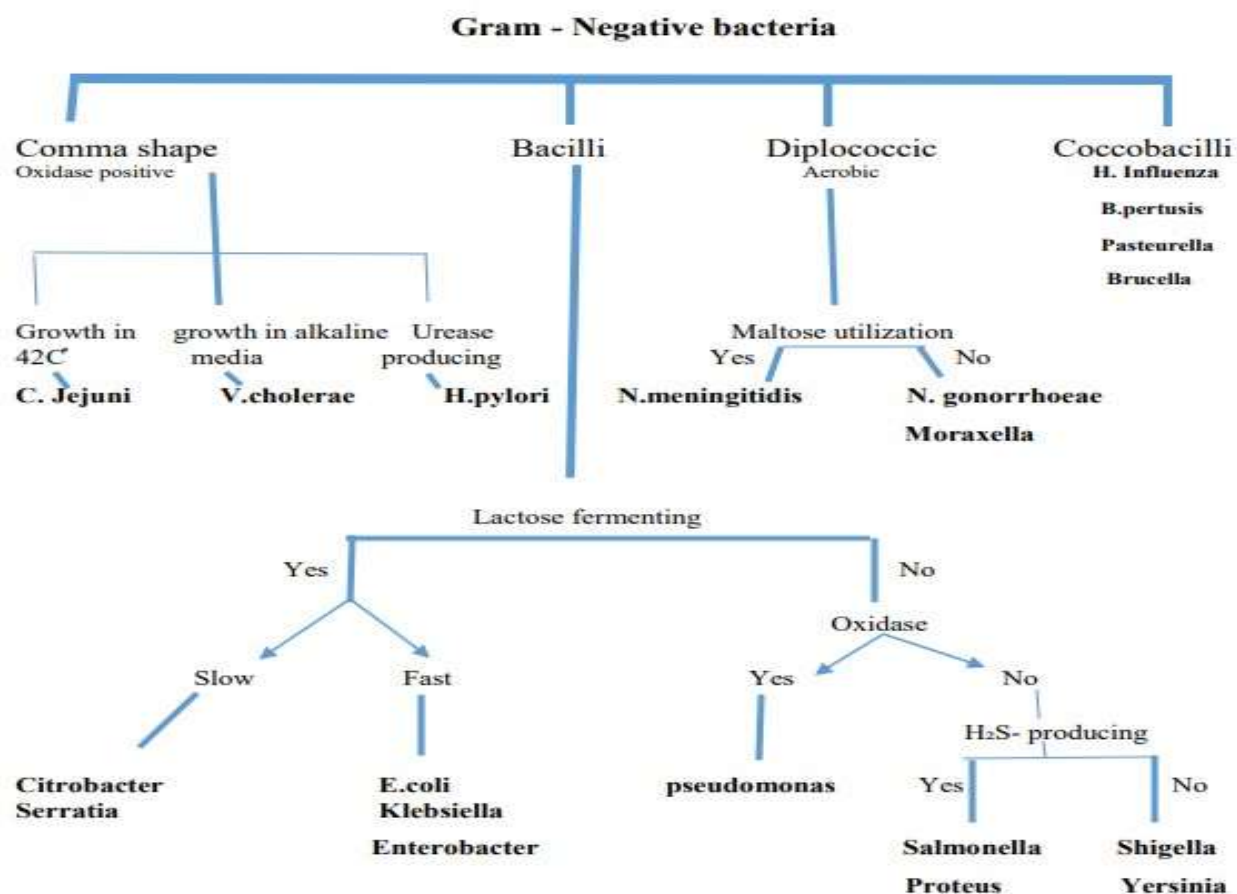 Gram - Negative bacteria
Comma shape
Oxidase positive
Bacilli
Diplococcic
Aerobic
Coccobacilli
H. Influenza
B.pertusis
Pasteurella
Brucella
Growth in
42C̊
C. Jejuni
growth in alkaline
media
V.cholerae
Urease
producing
H.pylori
Maltose utilization
Yes
No
N.meningitidis
N. gonorrhoeae
Moraxella
Lactose fermenting
Yes
No
Slow
Fast
Citrobacter
Serratia
E.coli
Klebsiella
Enterobacter
Oxidase
Yes
No
pseudomonas
H₂S- producing
Yes
No
Salmonella
Proteus
Shigella
Yersinia